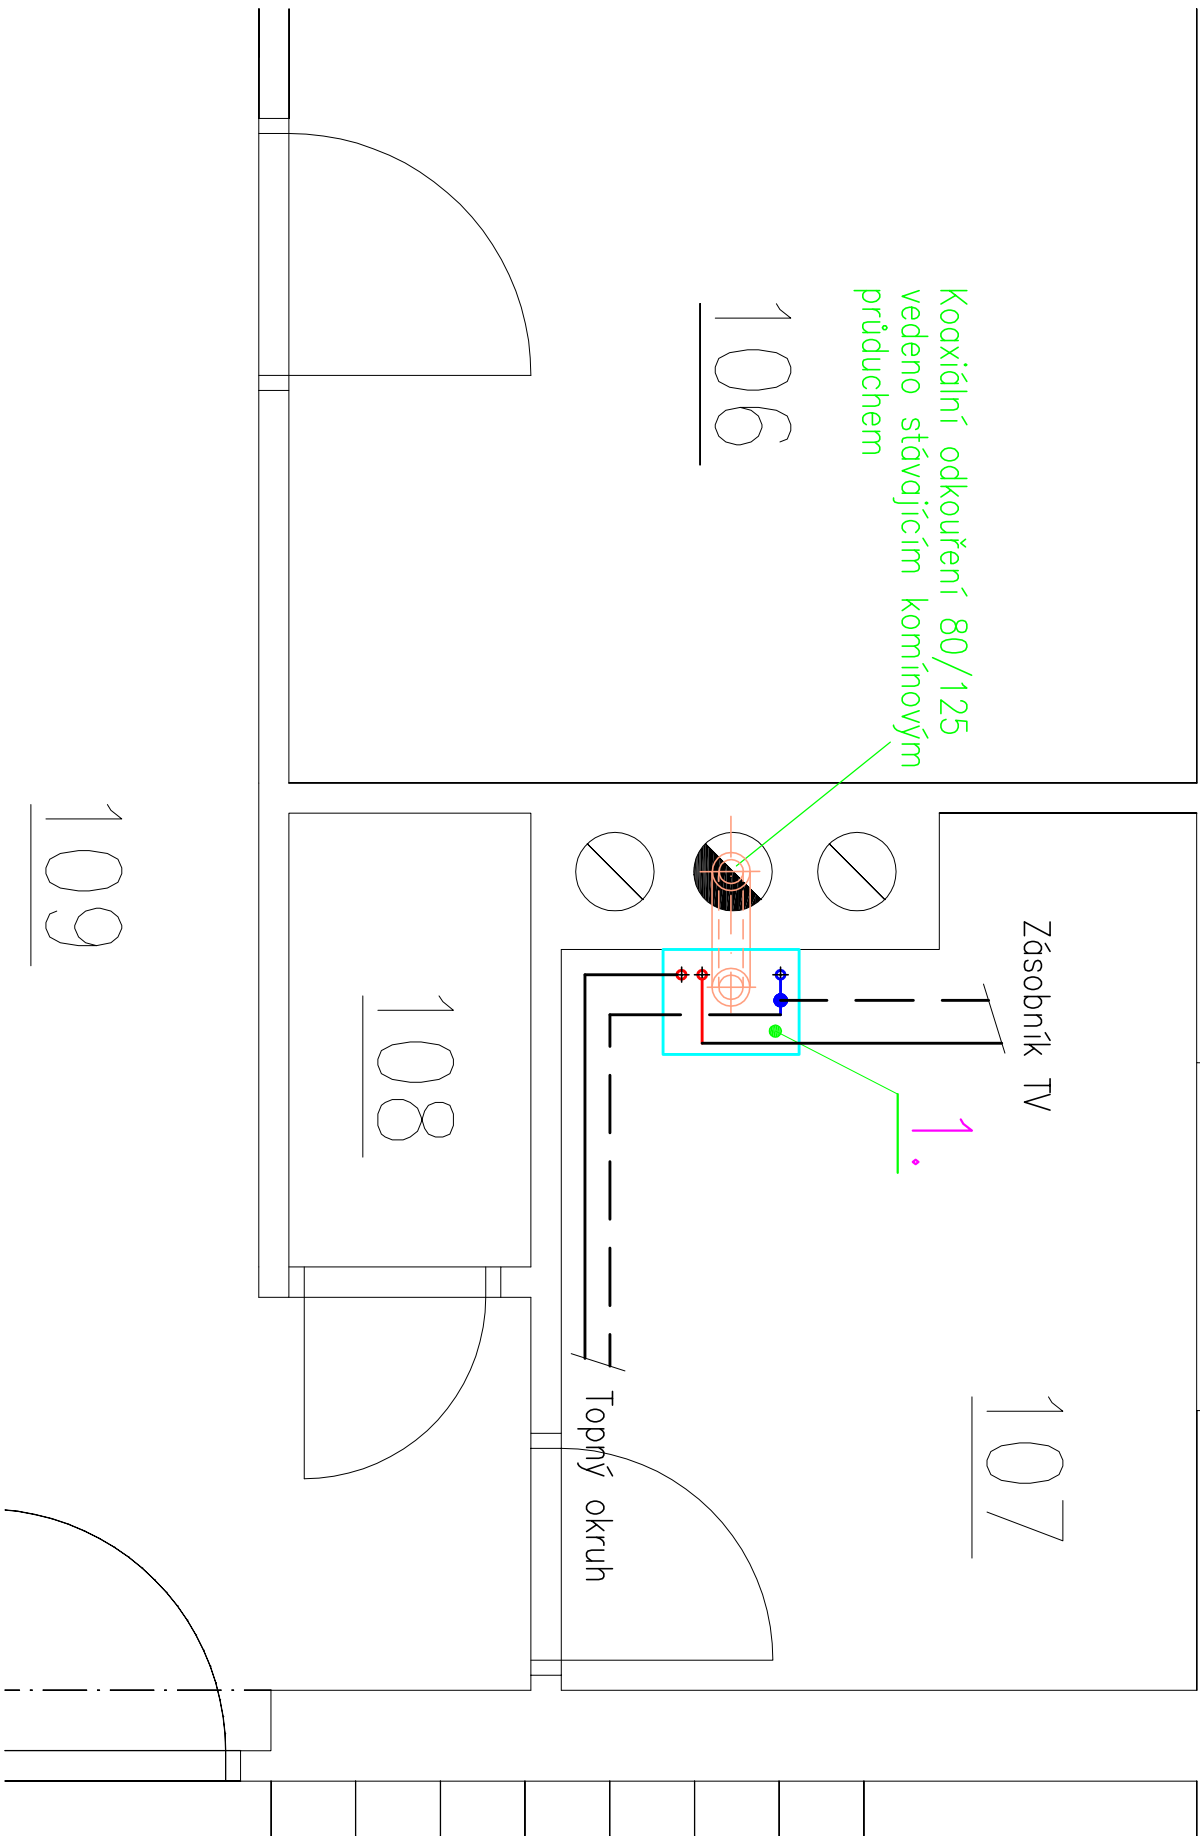 Koaxiální odkouření 80/125
vedeno stávajícím komínovým
průduchem
106
Zásobník TV
1.
107
108
Topný okruh
109